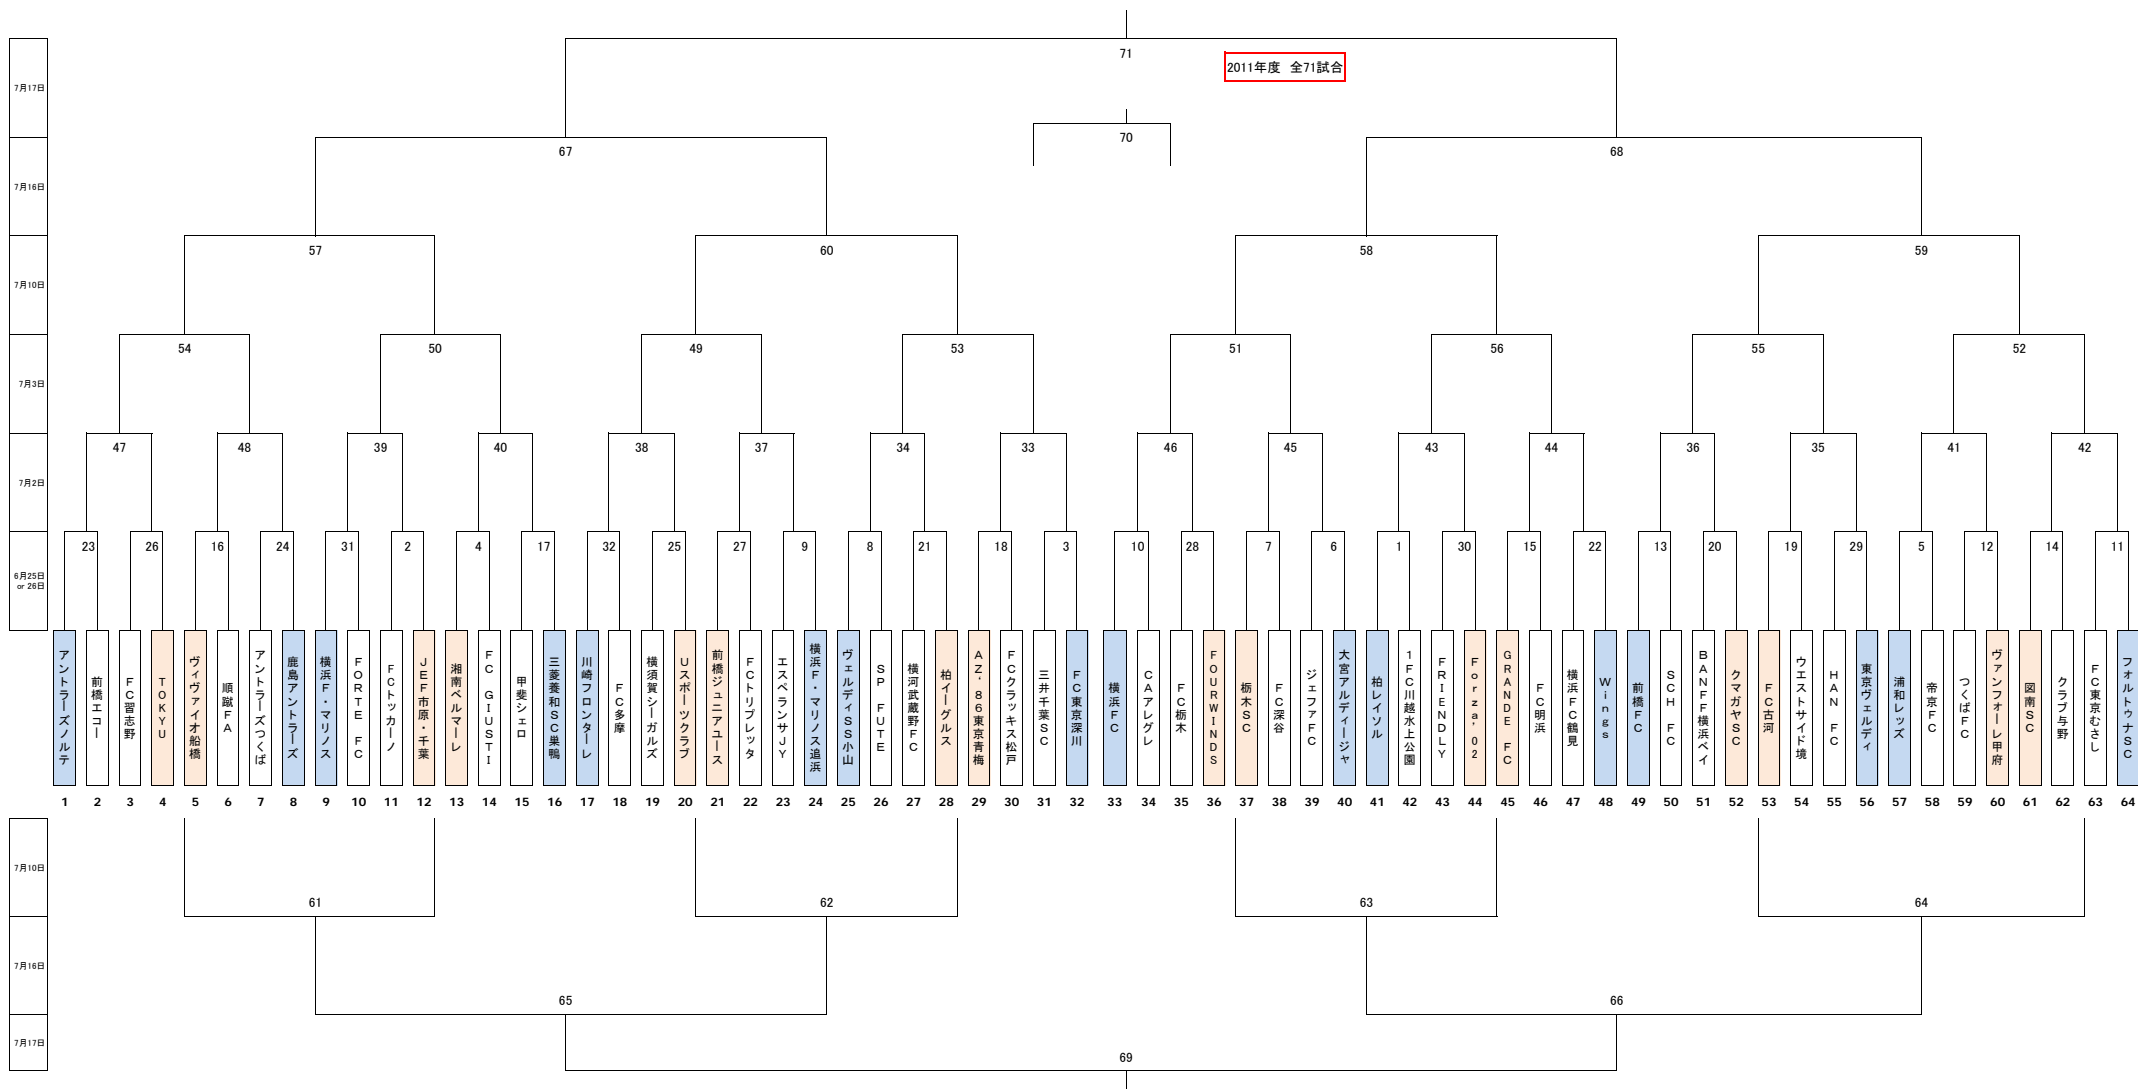 71
2011年度　全71試合
7月17日
70
67
68
7月16日
57
60
58
59
7月10日
54
50
49
53
51
56
55
52
7月3日
47
48
39
40
38
37
34
33
46
45
43
44
36
35
41
42
7月2日
23
26
16
24
31
2
4
17
32
25
27
9
8
21
18
3
10
28
7
6
1
30
15
22
13
20
19
29
5
12
14
11
6月25日
or 26日
アントラーズノルテ
前橋エコー
FC習志野
TOKYU
ヴィヴァイオ船橋
順蹴FA
アントラーズつくば
鹿島アントラーズ
横浜F・マリノス
FORTE FC
FCトッカーノ
JEF市原・千葉
湘南ベルマーレ
FC GIUSTI
甲斐シェロ
三菱養和SC巣鴨
川崎フロンターレ
FC多摩
横須賀シーガルズ
Uスポーツクラブ
前橋ジュニアユース
FCトリプレッタ
エスペランサJY
横浜F・マリノス追浜
ヴェルディSS小山
SP FUTE
横河武蔵野FC
柏イーグルス
AZ'86東京青梅
FCクラッキス松戸
三井千葉SC
FC東京深川
横浜FC
CAアレグレ
FC栃木
FOURWINDS
栃木SC
FC深谷
ジェファFC
大宮アルディージャ
柏レイソル
1FC川越水上公園
FRIENDLY
Forza'02
GRANDE FC
FC明浜
横浜FC鶴見
Wings
前橋FC
SCH FC
BANFF横浜ベイ
クマガヤSC
FC古河
ウエストサイド境
HAN FC
東京ヴェルディ
浦和レッズ
帝京FC
つくばFC
ヴァンフォーレ甲府
図南SC
クラブ与野
FC東京むさし
フォルトゥナSC
1 2 3 4 5 6 7 8 9 10 11 12 13 14 15 16 17 18 19 20 21 22 23 24 25 26 27 28 29 30 31 32 33 34 35 36 37 38 39 40 41 42 43 44 45 46 47 48 49 50 51 52 53 54 55 56 57 58 59 60 61 62 63 64
7月10日
61
62
63
64
7月16日
65
66
7月17日
69